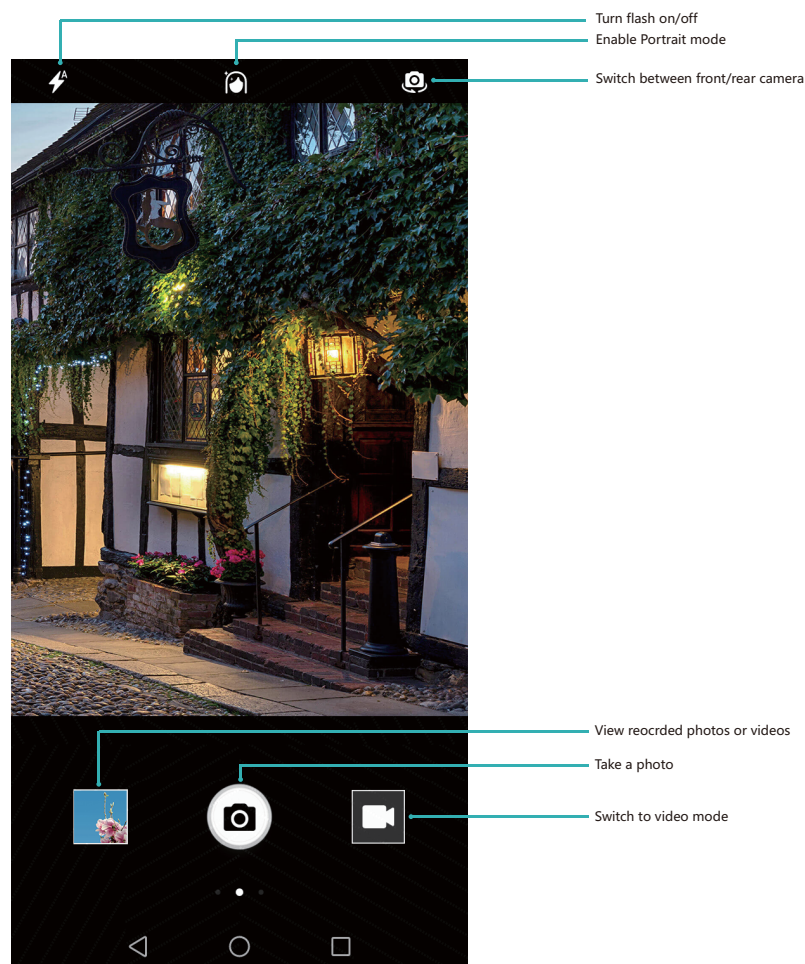 Turn flash on/off
Enable Portrait mode
A
Switch between front/rear camera
View reocrded photos or videos
Take a photo
Switch to video mode